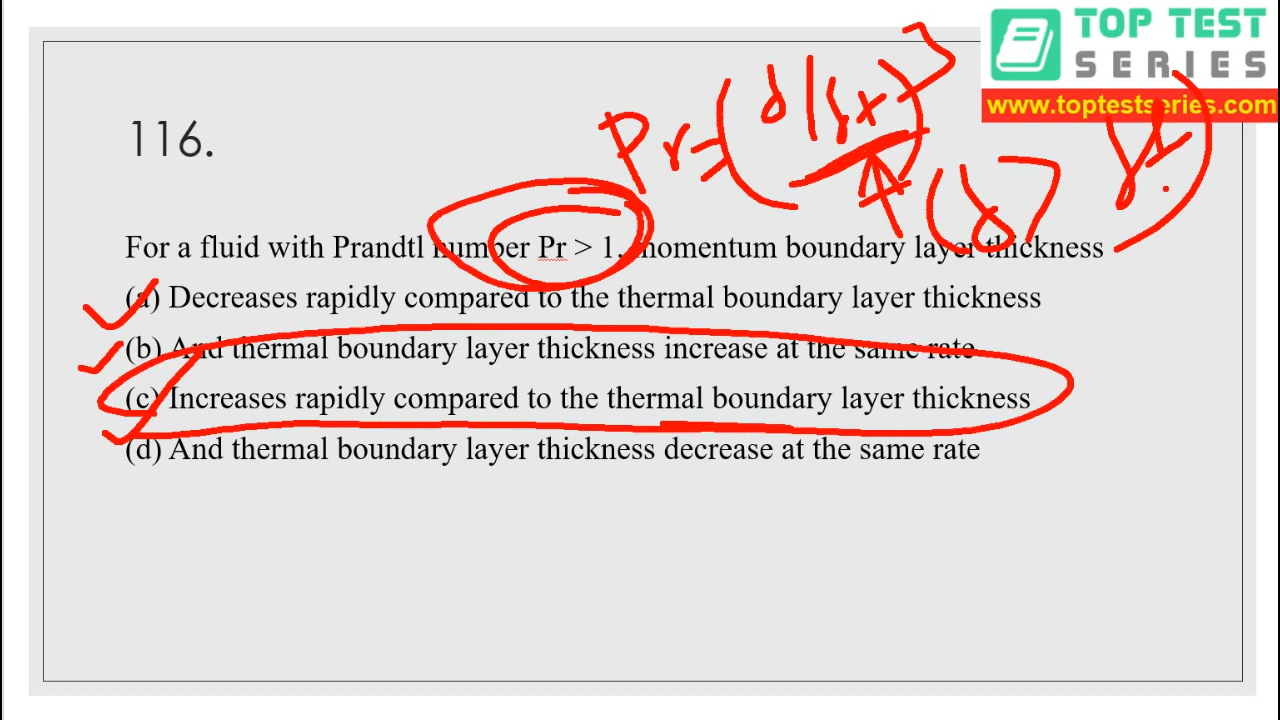 TOP TEST
SERIES
www.toptestseries.com
116.
Pr =
For a fluid with Prandtl number Pr > 1, momentum boundary layer thickness
(a) Decreases rapidly compared to the thermal boundary layer thickness
(b) And thermal boundary layer thickness increase at the same rate
(c) Increases rapidly compared to the thermal boundary layer thickness
(d) And thermal boundary layer thickness decrease at the same rate